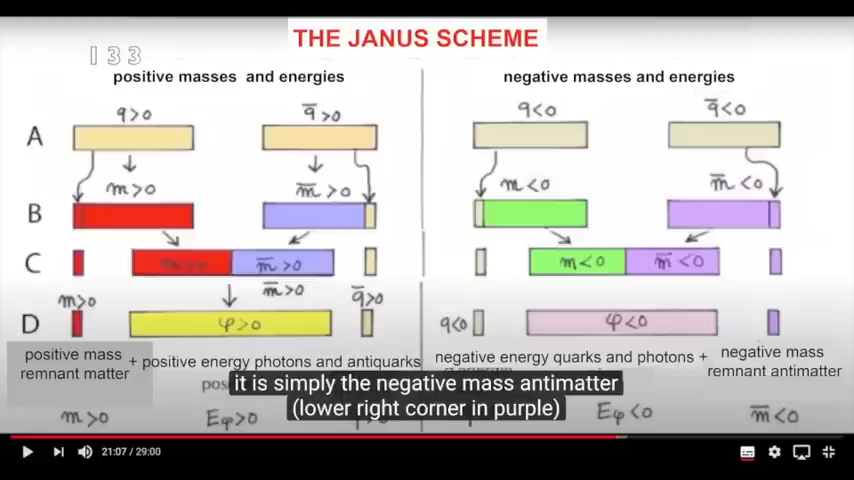 THE JANUS SCHEME
133
positive masses and energies
negative masses and energies
q>0
q̅>0
q<0
q̅<0
A
m>0
m̅>0
m<0
m̅<0
B
C
m̅>0
m<0
m̅<0
m>0
m̅>0
q̅>0
D
φ>0
q<0
φ<0
positive mass
remnant matter
+ positive energy photons and antiquarks
negative energy quarks and photons +
negative mass
remnant antimatter
it is simply the negative mass antimatter
(lower right corner in purple)
m>0
Eφ>0
Eφ<0
m̅<0
21:07 / 29:00